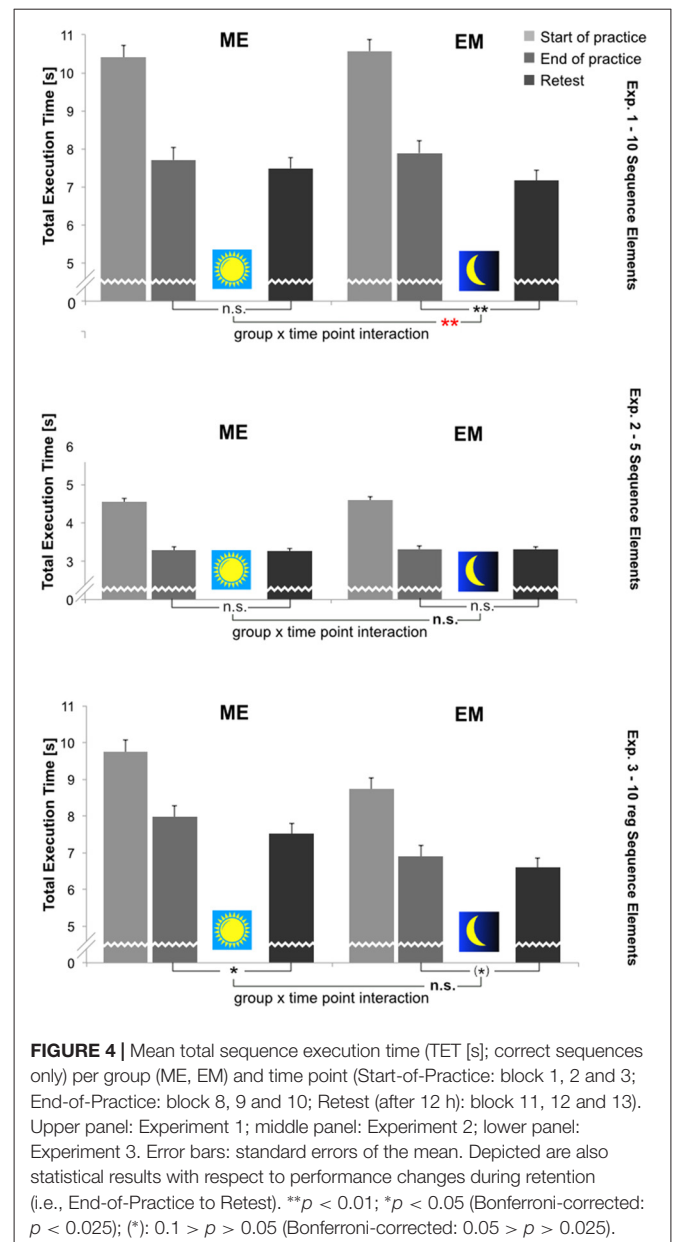 11
ME
EM
Start of practice
End of practice
Retest
10
9
8
7
6
5
0
Total Execution Time [s]
Exp. 1 - 10 Sequence Elements
n.s.
**
**
group x time point interaction
ME
EM
6
5
4
3
0
Total Execution Time [s]
Exp. 2 - 5 Sequence Elements
n.s.
n.s.
n.s.
group x time point interaction
11
ME
EM
10
9
8
7
6
5
0
Total Execution Time [s]
Exp. 3 - 10 reg Sequence Elements
*
(*)
n.s.
group x time point interaction
FIGURE 4 | Mean total sequence execution time (TET [s]; correct sequences
only) per group (ME, EM) and time point (Start-of-Practice: block 1, 2 and 3;
End-of-Practice: block 8, 9 and 10; Retest (after 12 h): block 11, 12 and 13).
Upper panel: Experiment 1; middle panel: Experiment 2; lower panel:
Experiment 3. Error bars: standard errors of the mean. Depicted are also
statistical results with respect to performance changes during retention
(i.e., End-of-Practice to Retest). **p < 0.01; *p < 0.05 (Bonferroni-corrected:
p < 0.025); (*): 0.1 > p > 0.05 (Bonferroni-corrected: 0.05 > p > 0.025).